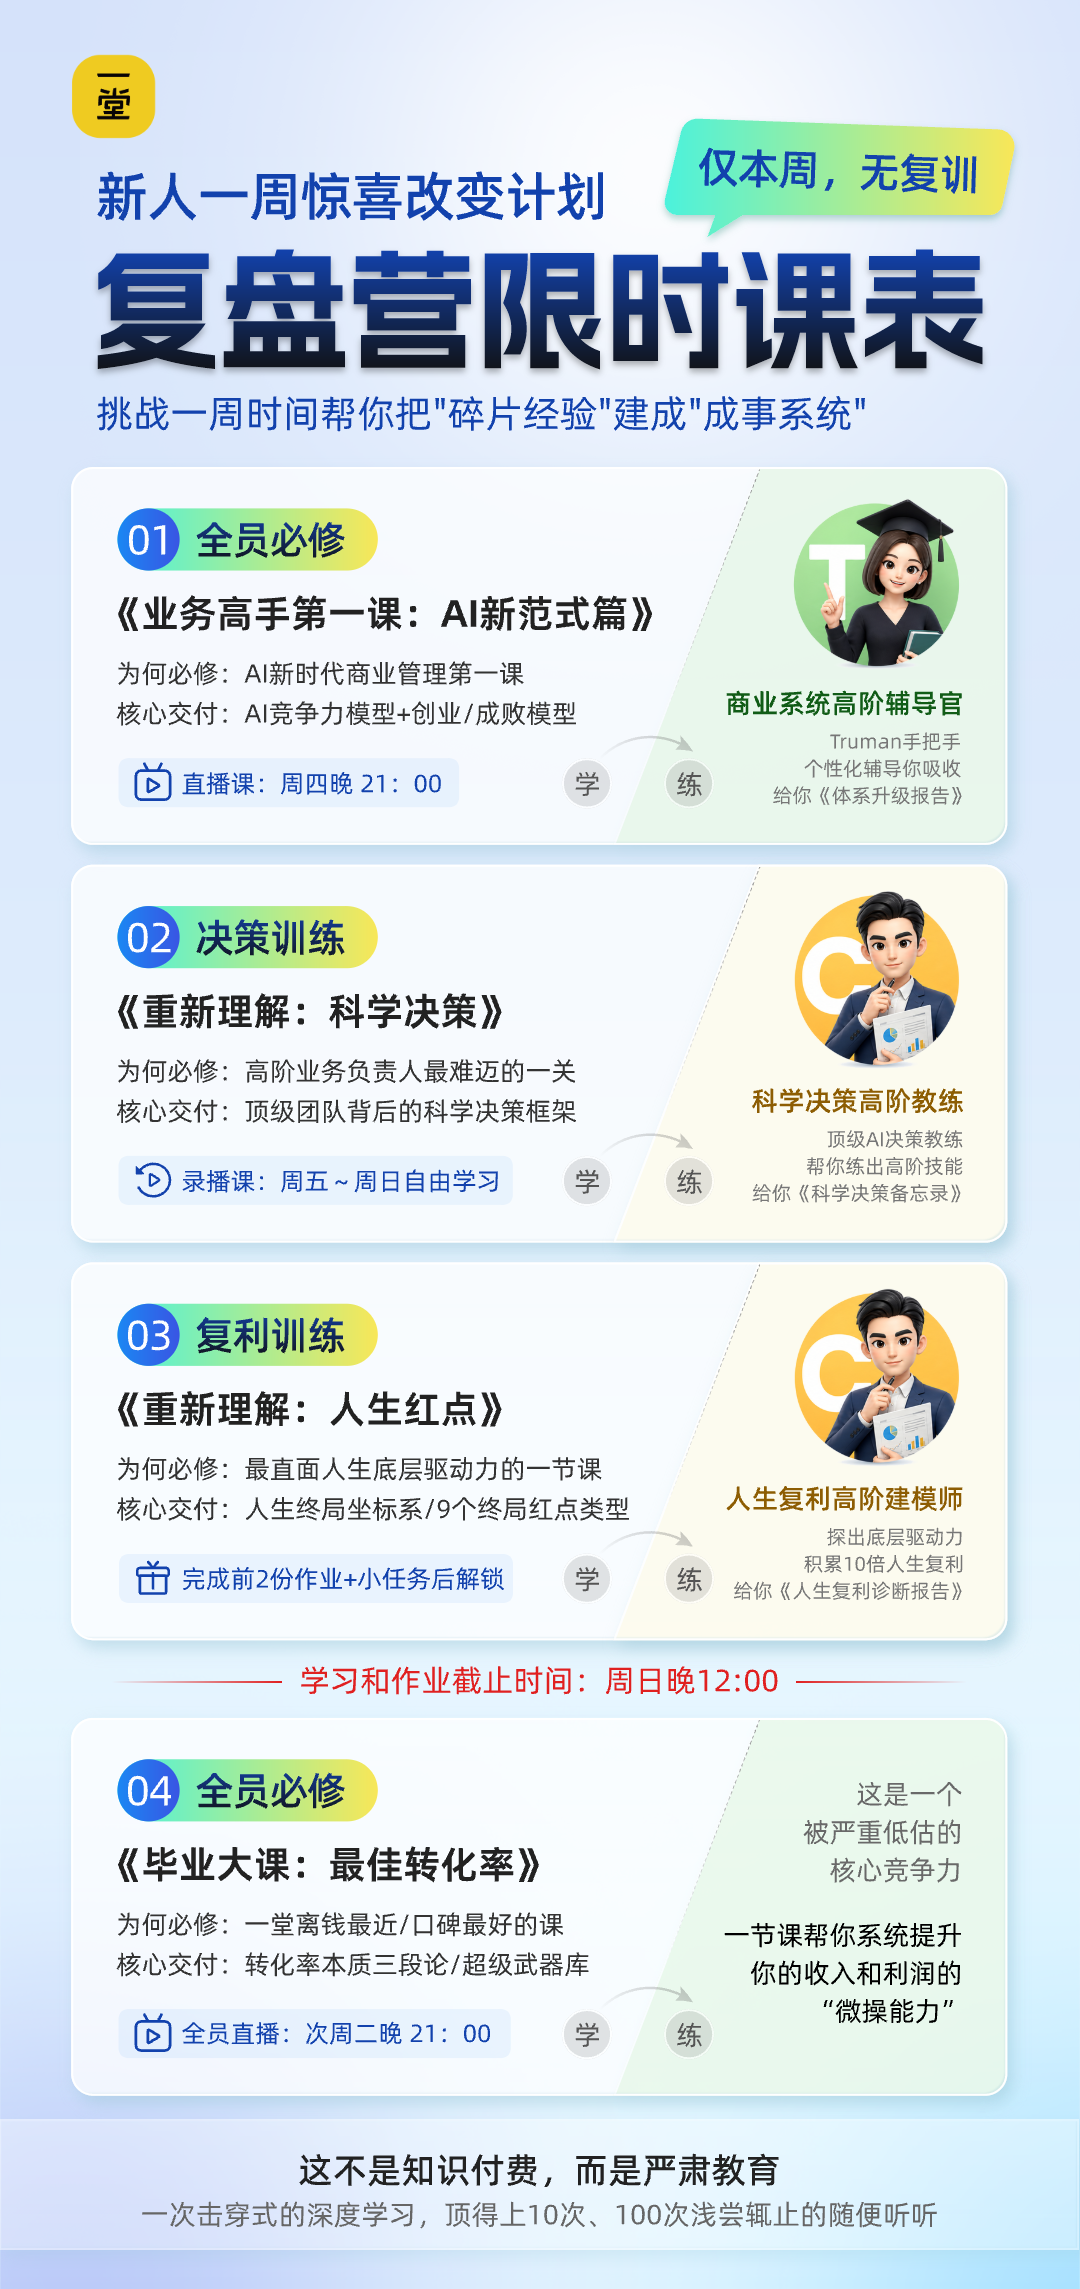 一
堂
新人一周惊喜改变计划
仅本周，无复训
复盘营限时课表
挑战一周时间帮你把"碎片经验"建成"成事系统"
01 全员必修
《业务高手第一课：AI新范式篇》
为何必修：AI新时代商业管理第一课
核心交付：AI竞争力模型+创业/成败模型
直播课：周四晚 21：00
学 练
T
商业系统高阶辅导官
Truman手把手
个性化辅导你吸收
给你《体系升级报告》
02 决策训练
《重新理解：科学决策》
为何必修：高阶业务负责人最难迈的一关
核心交付：顶级团队背后的科学决策框架
录播课：周五～周日自由学习
学 练
C
科学决策高阶教练
顶级AI决策教练
帮你练出高阶技能
给你《科学决策备忘录》
03 复利训练
《重新理解：人生红点》
为何必修：最直面人生底层驱动力的一节课
核心交付：人生终局坐标系/9个终局红点类型
完成前2份作业+小任务后解锁
学 练
C
人生复利高阶建模师
探出底层驱动力
积累10倍人生复利
给你《人生复利诊断报告》
学习和作业截止时间：周日晚12:00
04 全员必修
《毕业大课：最佳转化率》
为何必修：一堂离钱最近/口碑最好的课
核心交付：转化率本质三段论/超级武器库
全员直播：次周二晚 21：00
学 练
这是一个
被严重低估的
核心竞争力
一节课帮你系统提升
你的收入和利润的
“微操能力”
这不是知识付费，而是严肃教育
一次击穿式的深度学习，顶得上10次、100次浅尝辄止的随便听听